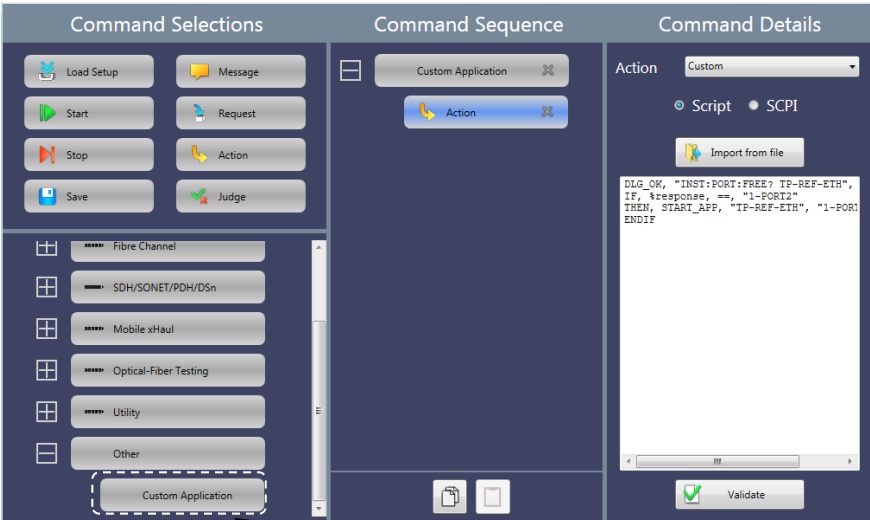 Command Selections
Load Setup
Message
Start
Request
Stop
Action
Save
Judge
Fibre Channel
SDH/SONET/PDH/DSn
Mobile xHaul
Optical-Fiber Testing
Utility
Other
Custom Application
Command Sequence
Custom Application
Action
Command Details
Action
Custom
Script
SCPI
Import from file
DLG_OK, "INST:PORT:FREE? TP-REF-ETH",
IF, %response, ==, "1-PORT2"
THEN, START_APP, "TP-REF-ETH", "1-PORT
ENDIF
Validate